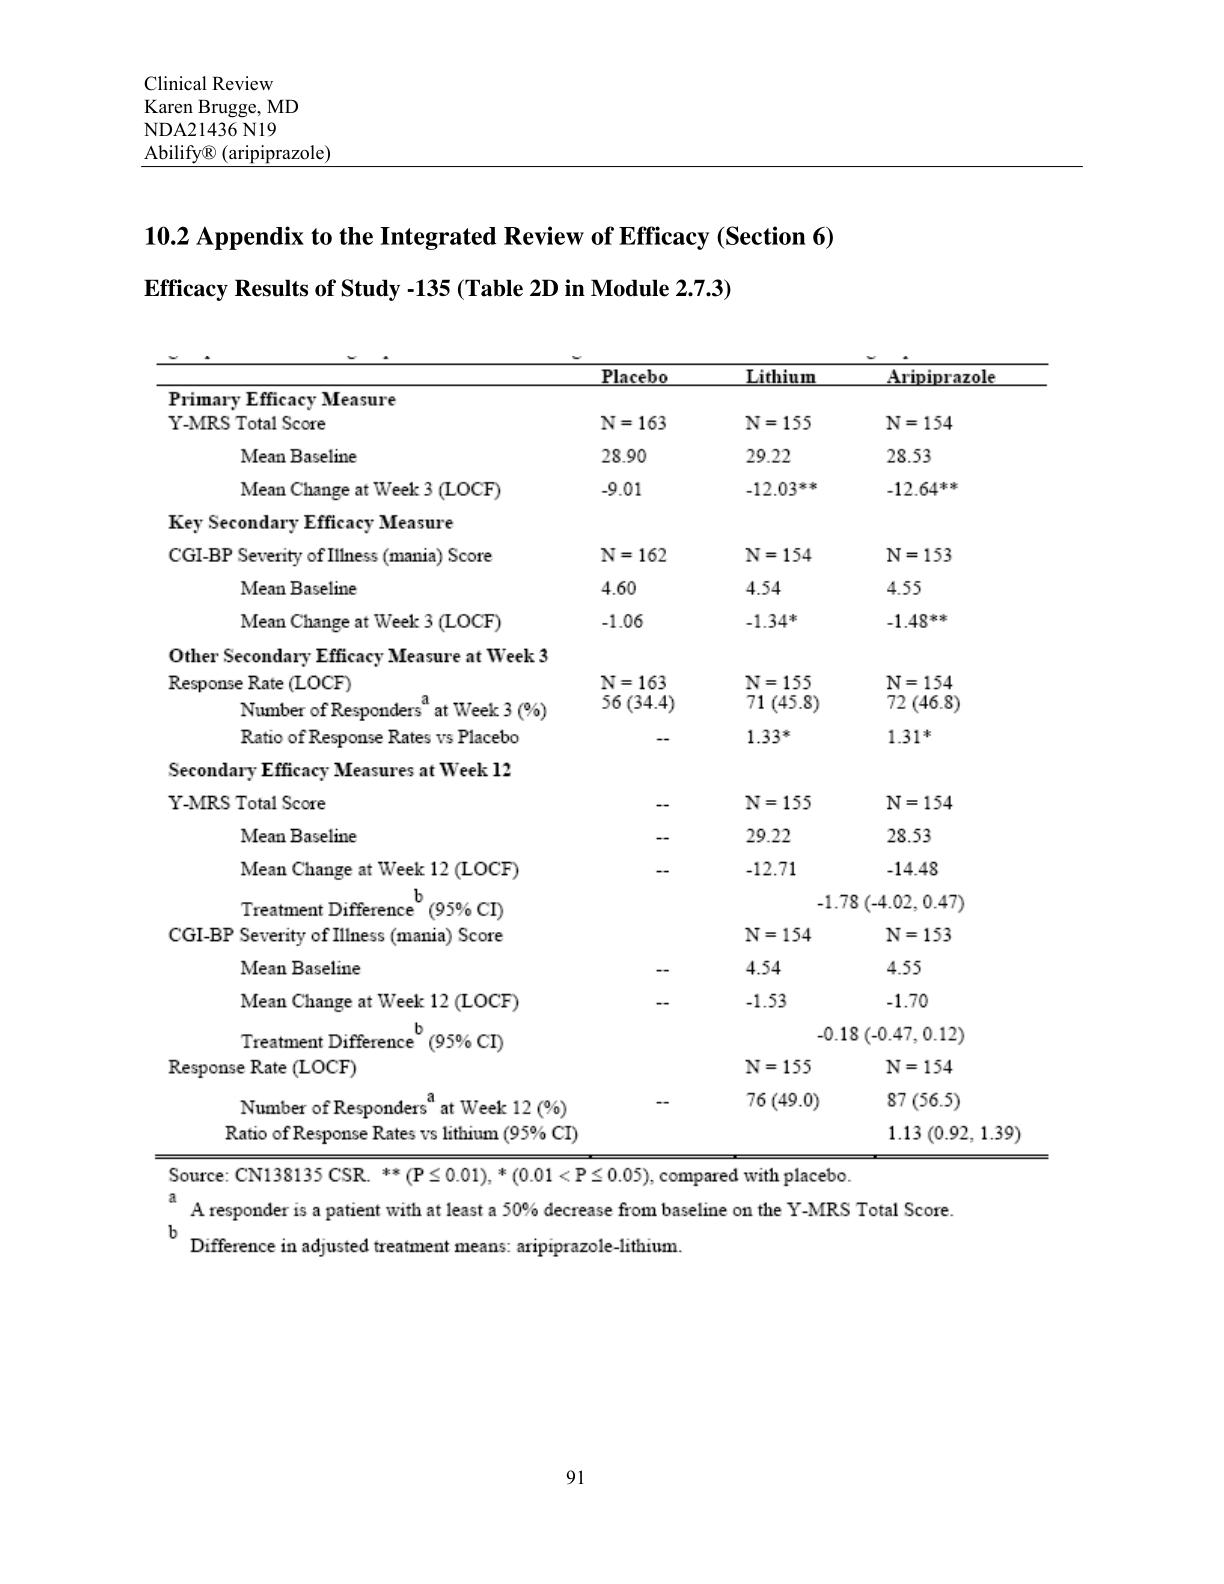 Clinical Review
Karen Brugge, MD
NDA21436 N19
Abilify® (aripiprazole)
10.2 Appendix to the Integrated Review of Efficacy (Section 6)
Efficacy Results of Study -135 (Table 2D in Module 2.7.3)
Placebo Lithium Aripiprazole
Primary Efficacy Measure
Y-MRS Total Score N = 163 N = 155 N = 154
Mean Baseline 28.90 29.22 28.53
Mean Change at Week 3 (LOCF) -9.01 -12.03** -12.64**
Key Secondary Efficacy Measure
CGI-BP Severity of Illness (mania) Score N = 162 N = 154 N = 153
Mean Baseline 4.60 4.54 4.55
Mean Change at Week 3 (LOCF) -1.06 -1.34* -1.48**
Other Secondary Efficacy Measure at Week 3
Response Rate (LOCF) N = 163 N = 155 N = 154
Number of Responders a at Week 3 (%) 56 (34.4) 71 (45.8) 72 (46.8)
Ratio of Response Rates vs Placebo -- 1.33* 1.31*
Secondary Efficacy Measures at Week 12
Y-MRS Total Score -- N = 155 N = 154
Mean Baseline -- 29.22 28.53
Mean Change at Week 12 (LOCF) -- -12.71 -14.48
Treatment Difference b (95% CI) -1.78 (-4.02, 0.47)
CGI-BP Severity of Illness (mania) Score N = 154 N = 153
Mean Baseline -- 4.54 4.55
Mean Change at Week 12 (LOCF) -- -1.53 -1.70
Treatment Difference b (95% CI) -0.18 (-0.47, 0.12)
Response Rate (LOCF) N = 155 N = 154
Number of Responders a at Week 12 (%) -- 76 (49.0) 87 (56.5)
Ratio of Response Rates vs lithium (95% CI) 1.13 (0.92, 1.39)
Source: CN138135 CSR. ** (P ≤ 0.01), * (0.01 < P ≤ 0.05), compared with placebo.
a A responder is a patient with at least a 50% decrease from baseline on the Y-MRS Total Score.
b Difference in adjusted treatment means: aripiprazole-lithium.
91